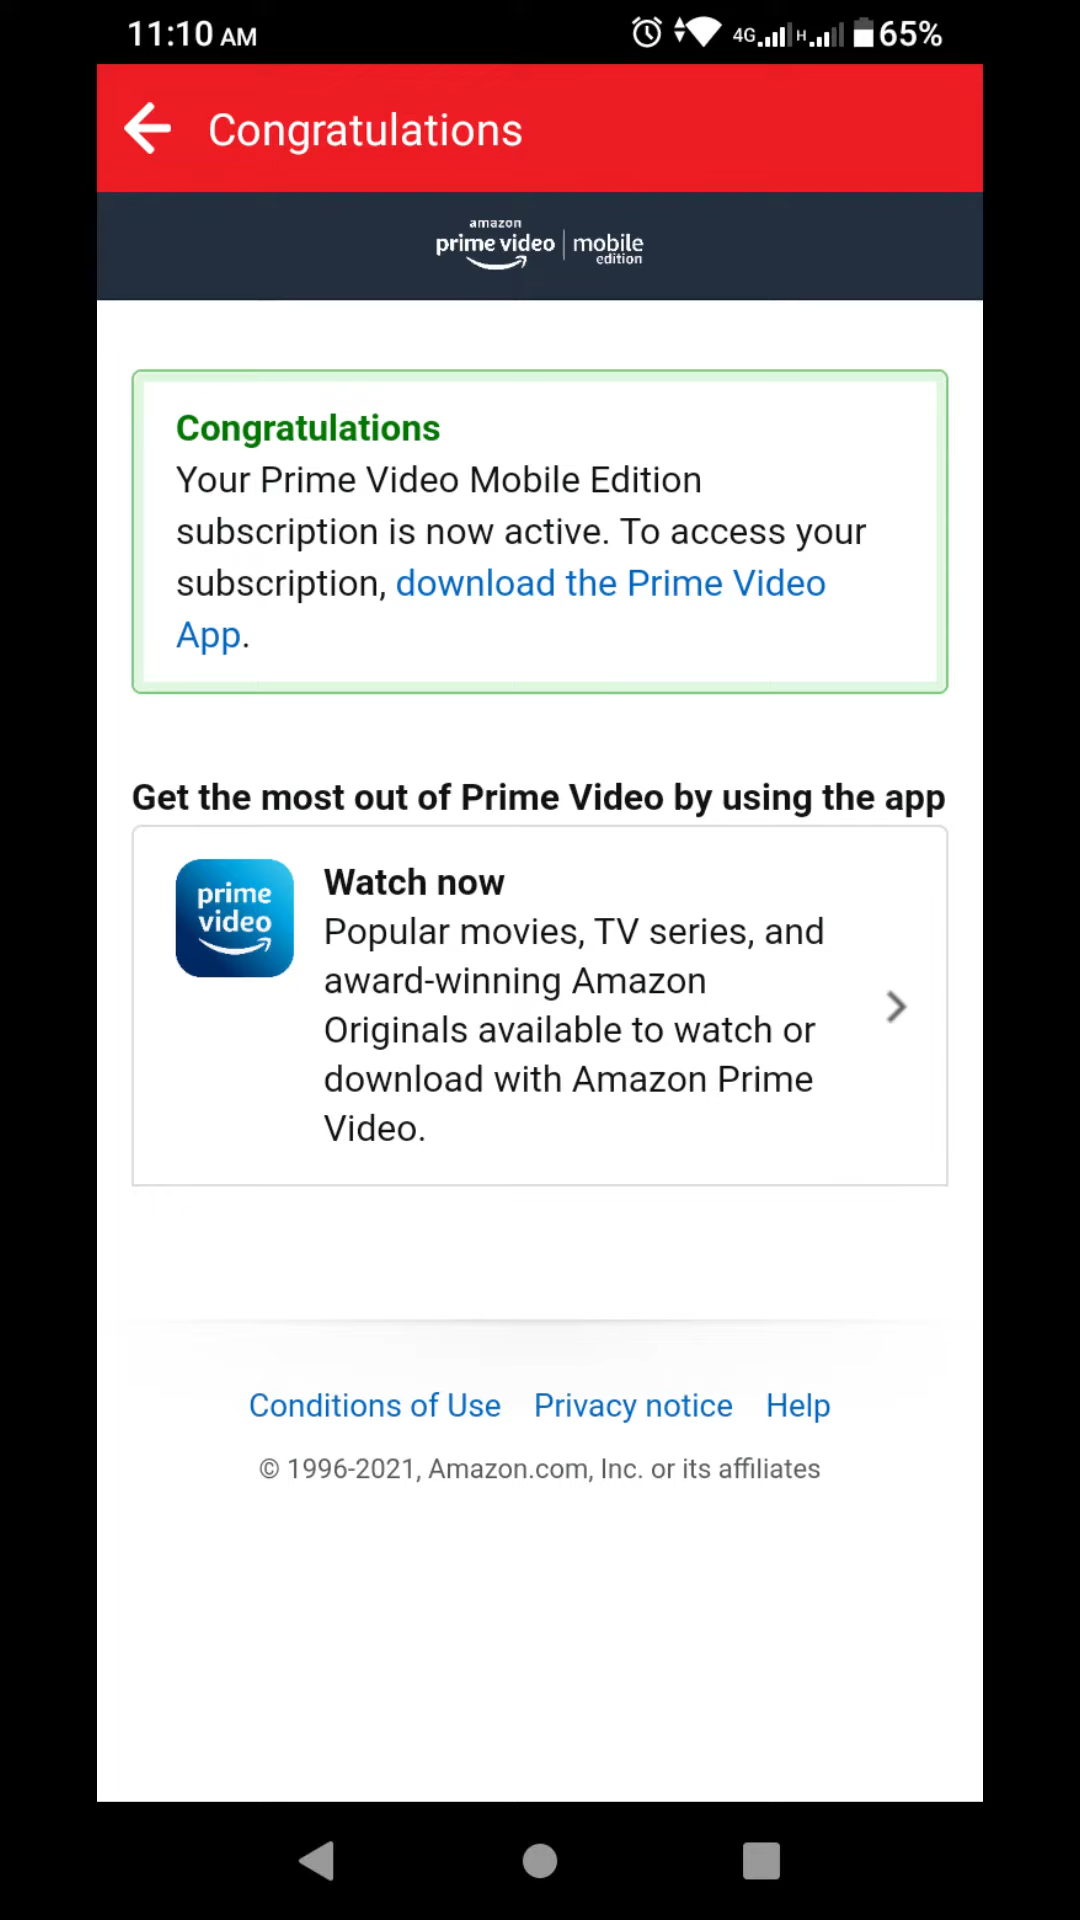 11:10 AM 4G H 65%
Congratulations
amazon
prime video | mobile
edition
Congratulations
Your Prime Video Mobile Edition
subscription is now active. To access your
subscription, download the Prime Video
App.
Get the most out of Prime Video by using the app
prime
video
Watch now
Popular movies, TV series, and
award-winning Amazon
Originals available to watch or
download with Amazon Prime
Video.
Conditions of Use Privacy notice Help
© 1996-2021, Amazon.com, Inc. or its affiliates